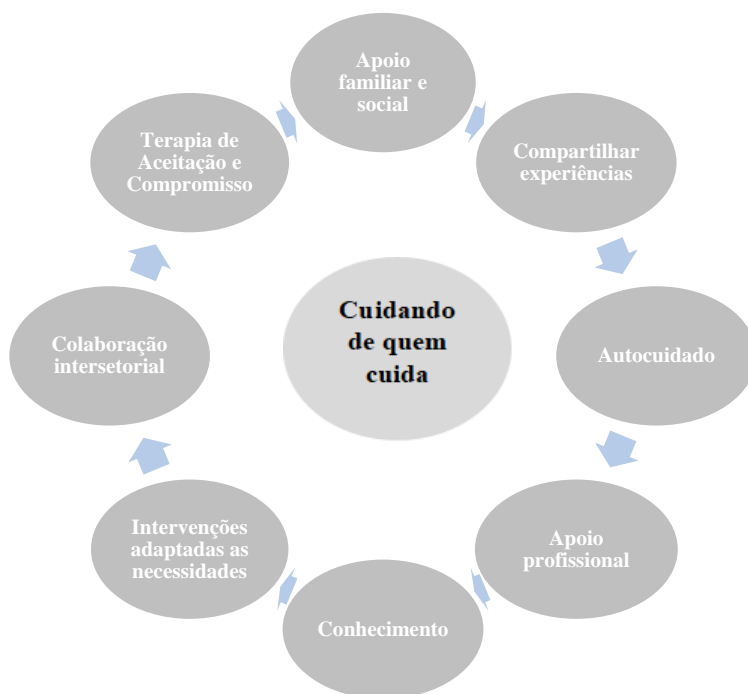 Apoio
familiar e
social
Compartilhar
experiências
Autocuidado
Apoio
profissional
Conhecimento
Intervenções
adaptadas as
necessidades
Colaboração
intersetorial
Terapia de
Aceitação e
Compromisso
Cuidando
de quem
cuida